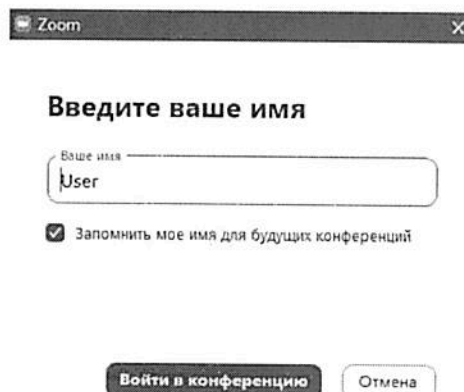 Zoom
Введите ваше имя
Ваше имя
User
Запомнить мое имя для будущих конференций
Войти в конференцию
Отмена